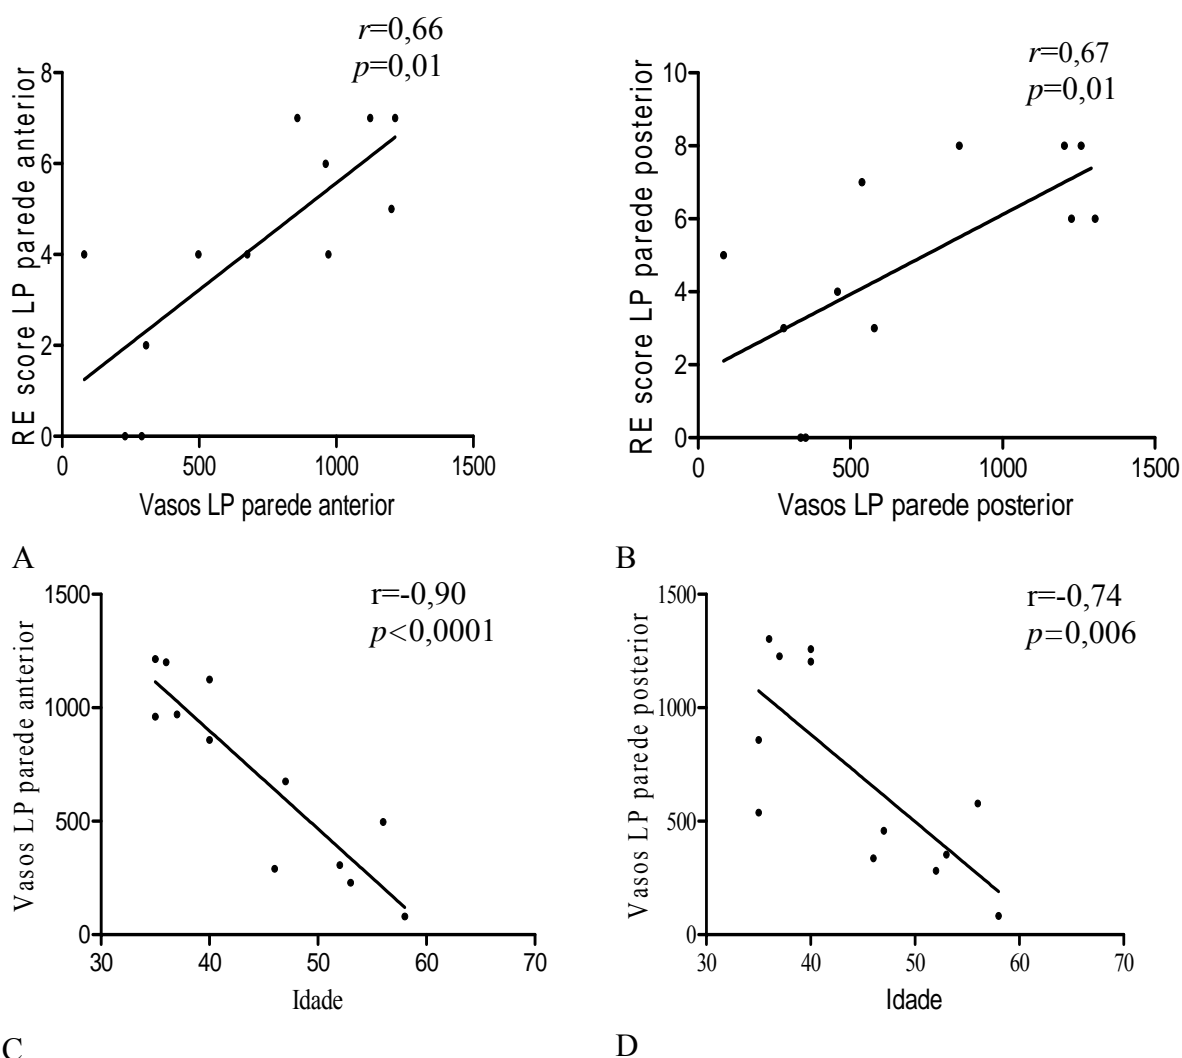 r=0,66
p=0,01
RE score LP parede anterior
8
6
4
2
0
0 500 1000 1500
Vasos LP parede anterior
A
r=0,67
p=0,01
RE score LP parede posterior
10
8
6
4
2
0
0 500 1000 1500
Vasos LP parede posterior
B
r=-0,90
p<0,0001
Vasos LP parede anterior
1500
1000
500
0
30 40 50 60 70
Idade
C
r=-0,74
p=0,006
Vasos LP parede posterior
1500
1000
500
0
30 40 50 60 70
Idade
D